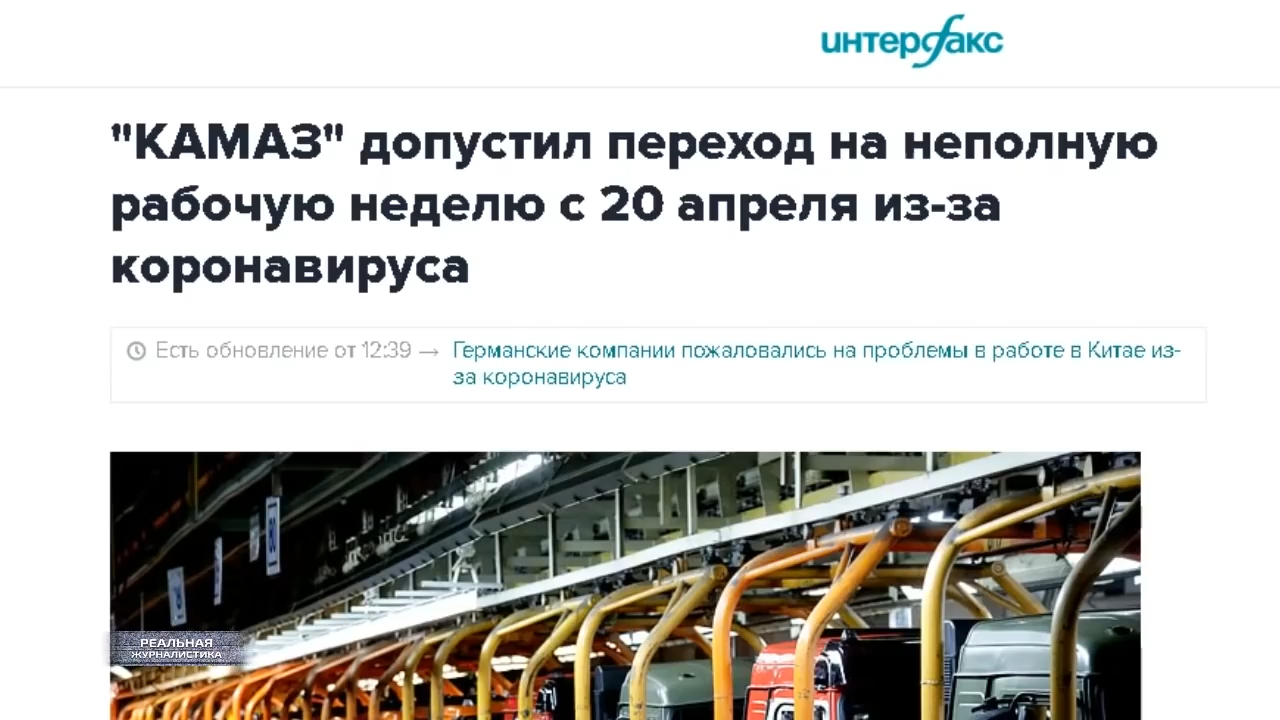 интерфакс
"КАМАЗ" допустил переход на неполную
рабочую неделю с 20 апреля из-за
коронавируса
Есть обновление от 12:39 → Германские компании пожаловались на проблемы в работе в Китае из-
за коронавируса
РЕАЛЬНАЯ
ЖУРНАЛИСТИКА